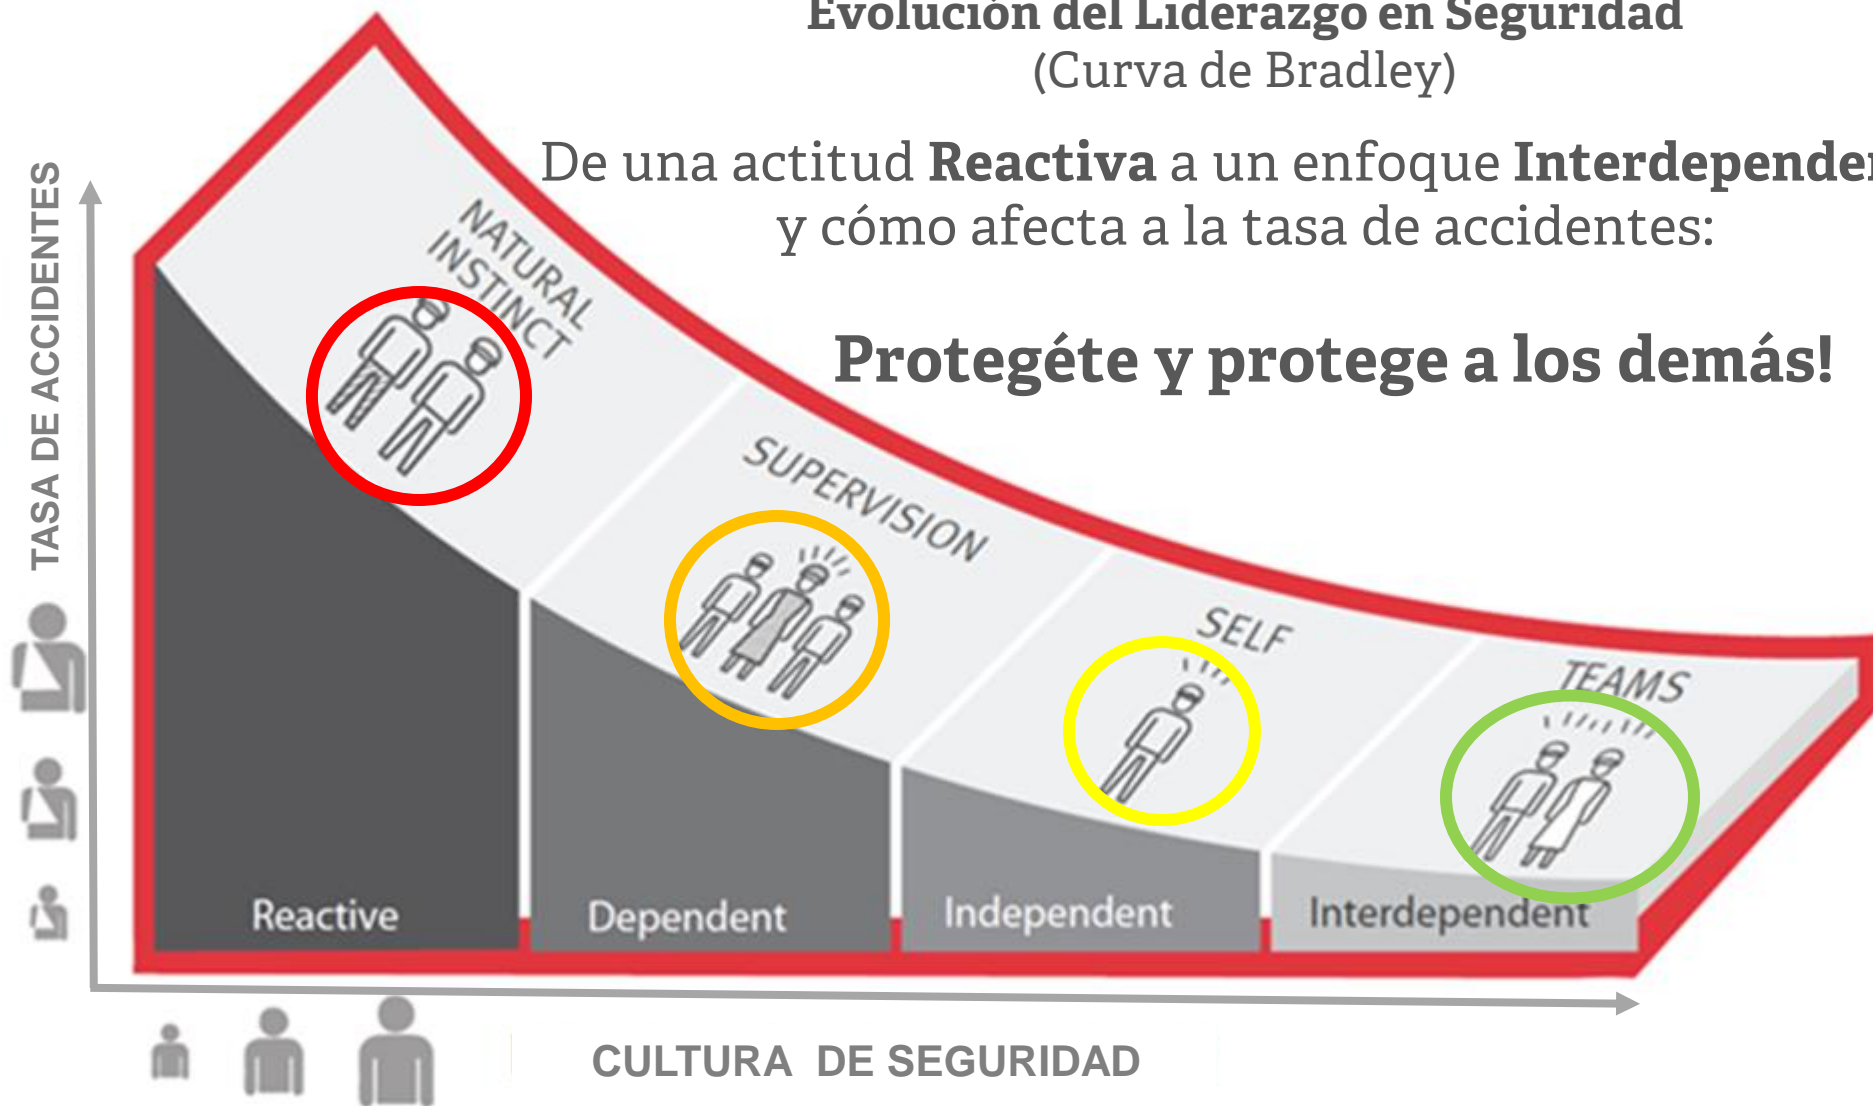 Evolución del Liderazgo en Seguridad
(Curva de Bradley)
De una actitud Reactiva a un enfoque Interdependen
y cómo afecta a la tasa de accidentes:
Protegéte y protege a los demás!
TASA DE ACCIDENTES
NATURAL
INSTINCT
SUPERVISION
SELF
TEAMS
Reactive
Dependent
Independent
Interdependent
CULTURA DE SEGURIDAD